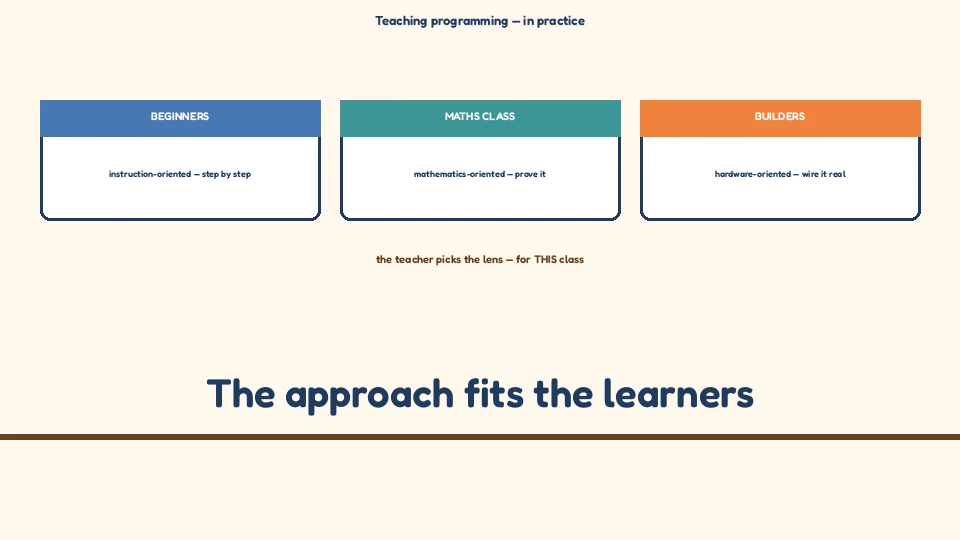 Teaching programming — in practice
BEGINNERS
instruction-oriented — step by step
MATHS CLASS
mathematics-oriented — prove it
BUILDERS
hardware-oriented — wire it real
the teacher picks the lens — for THIS class
The approach fits the learners